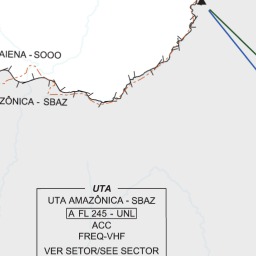 AIENA - SOOO
ZÔNICA - SBAZ
UTA
UTA AMAZÔNICA - SBAZ
A FL 245 - UNL
ACC
FREQ-VHF
VER SETOR/SEE SECTOR